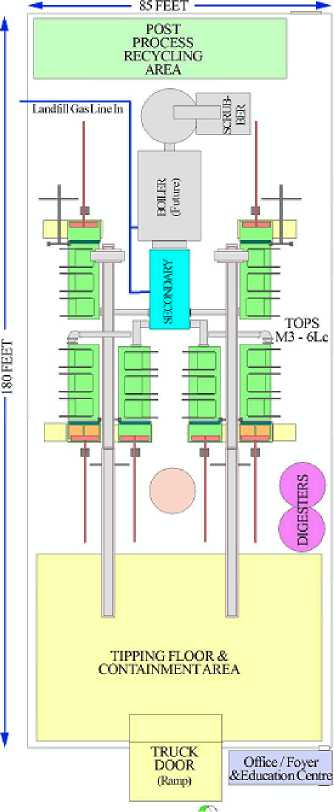 85 FEET
POST
PROCESS
RECYCLING
AREA
Landfill Gas Line In
SCRUB-
BER
BOILER
(Future)
SECONDARY
TOPS
M3 - 6Lc
180 FEET
DIGESTERS
TIPPING FLOOR &
CONTAINMENT AREA
TRUCK
DOOR
(Ramp)
Office / Foyer
&Education Centre